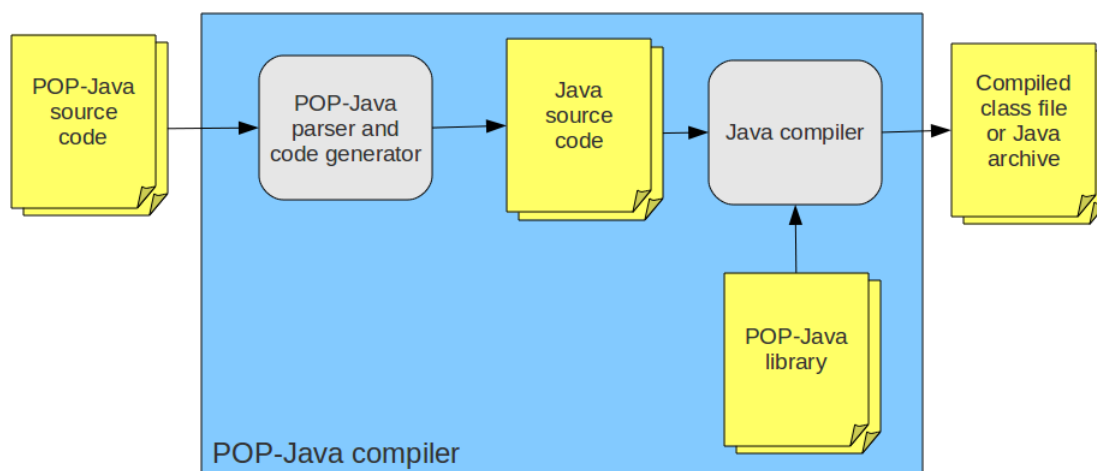 POP-Java
source
code
POP-Java
parser and
code generator
Java
source
code
Java compiler
Compiled
class file
or Java
archive
POP-Java
library
POP-Java compiler